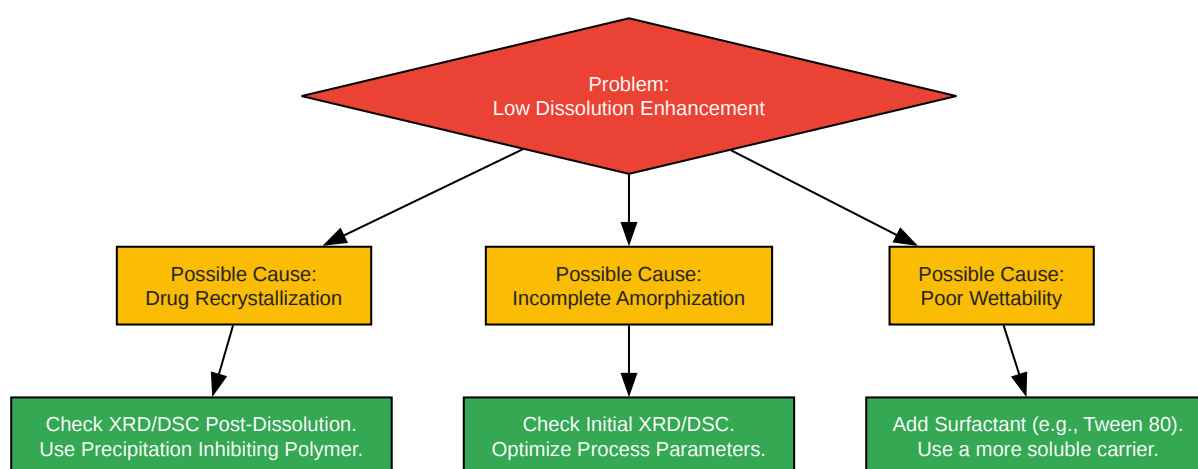 Problem:
Low Dissolution Enhancement
Possible Cause:
Drug Recrystallization
Possible Cause:
Incomplete Amorphization
Possible Cause:
Poor Wettability
Check XRD/DSC Post-Dissolution.
Use Precipitation Inhibiting Polymer.
Check Initial XRD/DSC.
Optimize Process Parameters.
Add Surfactant (e.g., Tween 80).
Use a more soluble carrier.